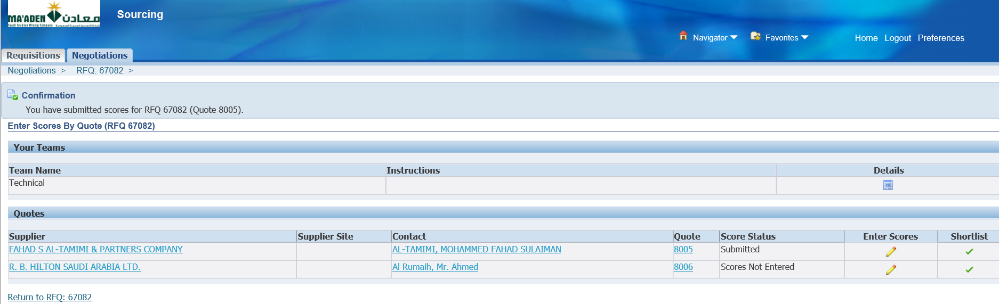 MA'ADEN معادن
Saudi Arabian Mining Company شركة التعدين العربية السعودية
Sourcing
Navigator Favorites Home Logout Preferences
Requisitions Negotiations
Negotiations > RFQ: 67082 >
Confirmation
You have submitted scores for RFQ 67082 (Quote 8005).
Enter Scores By Quote (RFQ 67082)
Your Teams
Team Name Instructions Details
Technical
Quotes
Supplier Supplier Site Contact Quote Score Status Enter Scores Shortlist
FAHAD S AL-TAMIMI & PARTNERS COMPANY AL-TAMIMI, MOHAMMED FAHAD SULAIMAN 8005 Submitted
R. B. HILTON SAUDI ARABIA LTD. Al Rumaih, Mr. Ahmed 8006 Scores Not Entered
Return to RFQ: 67082